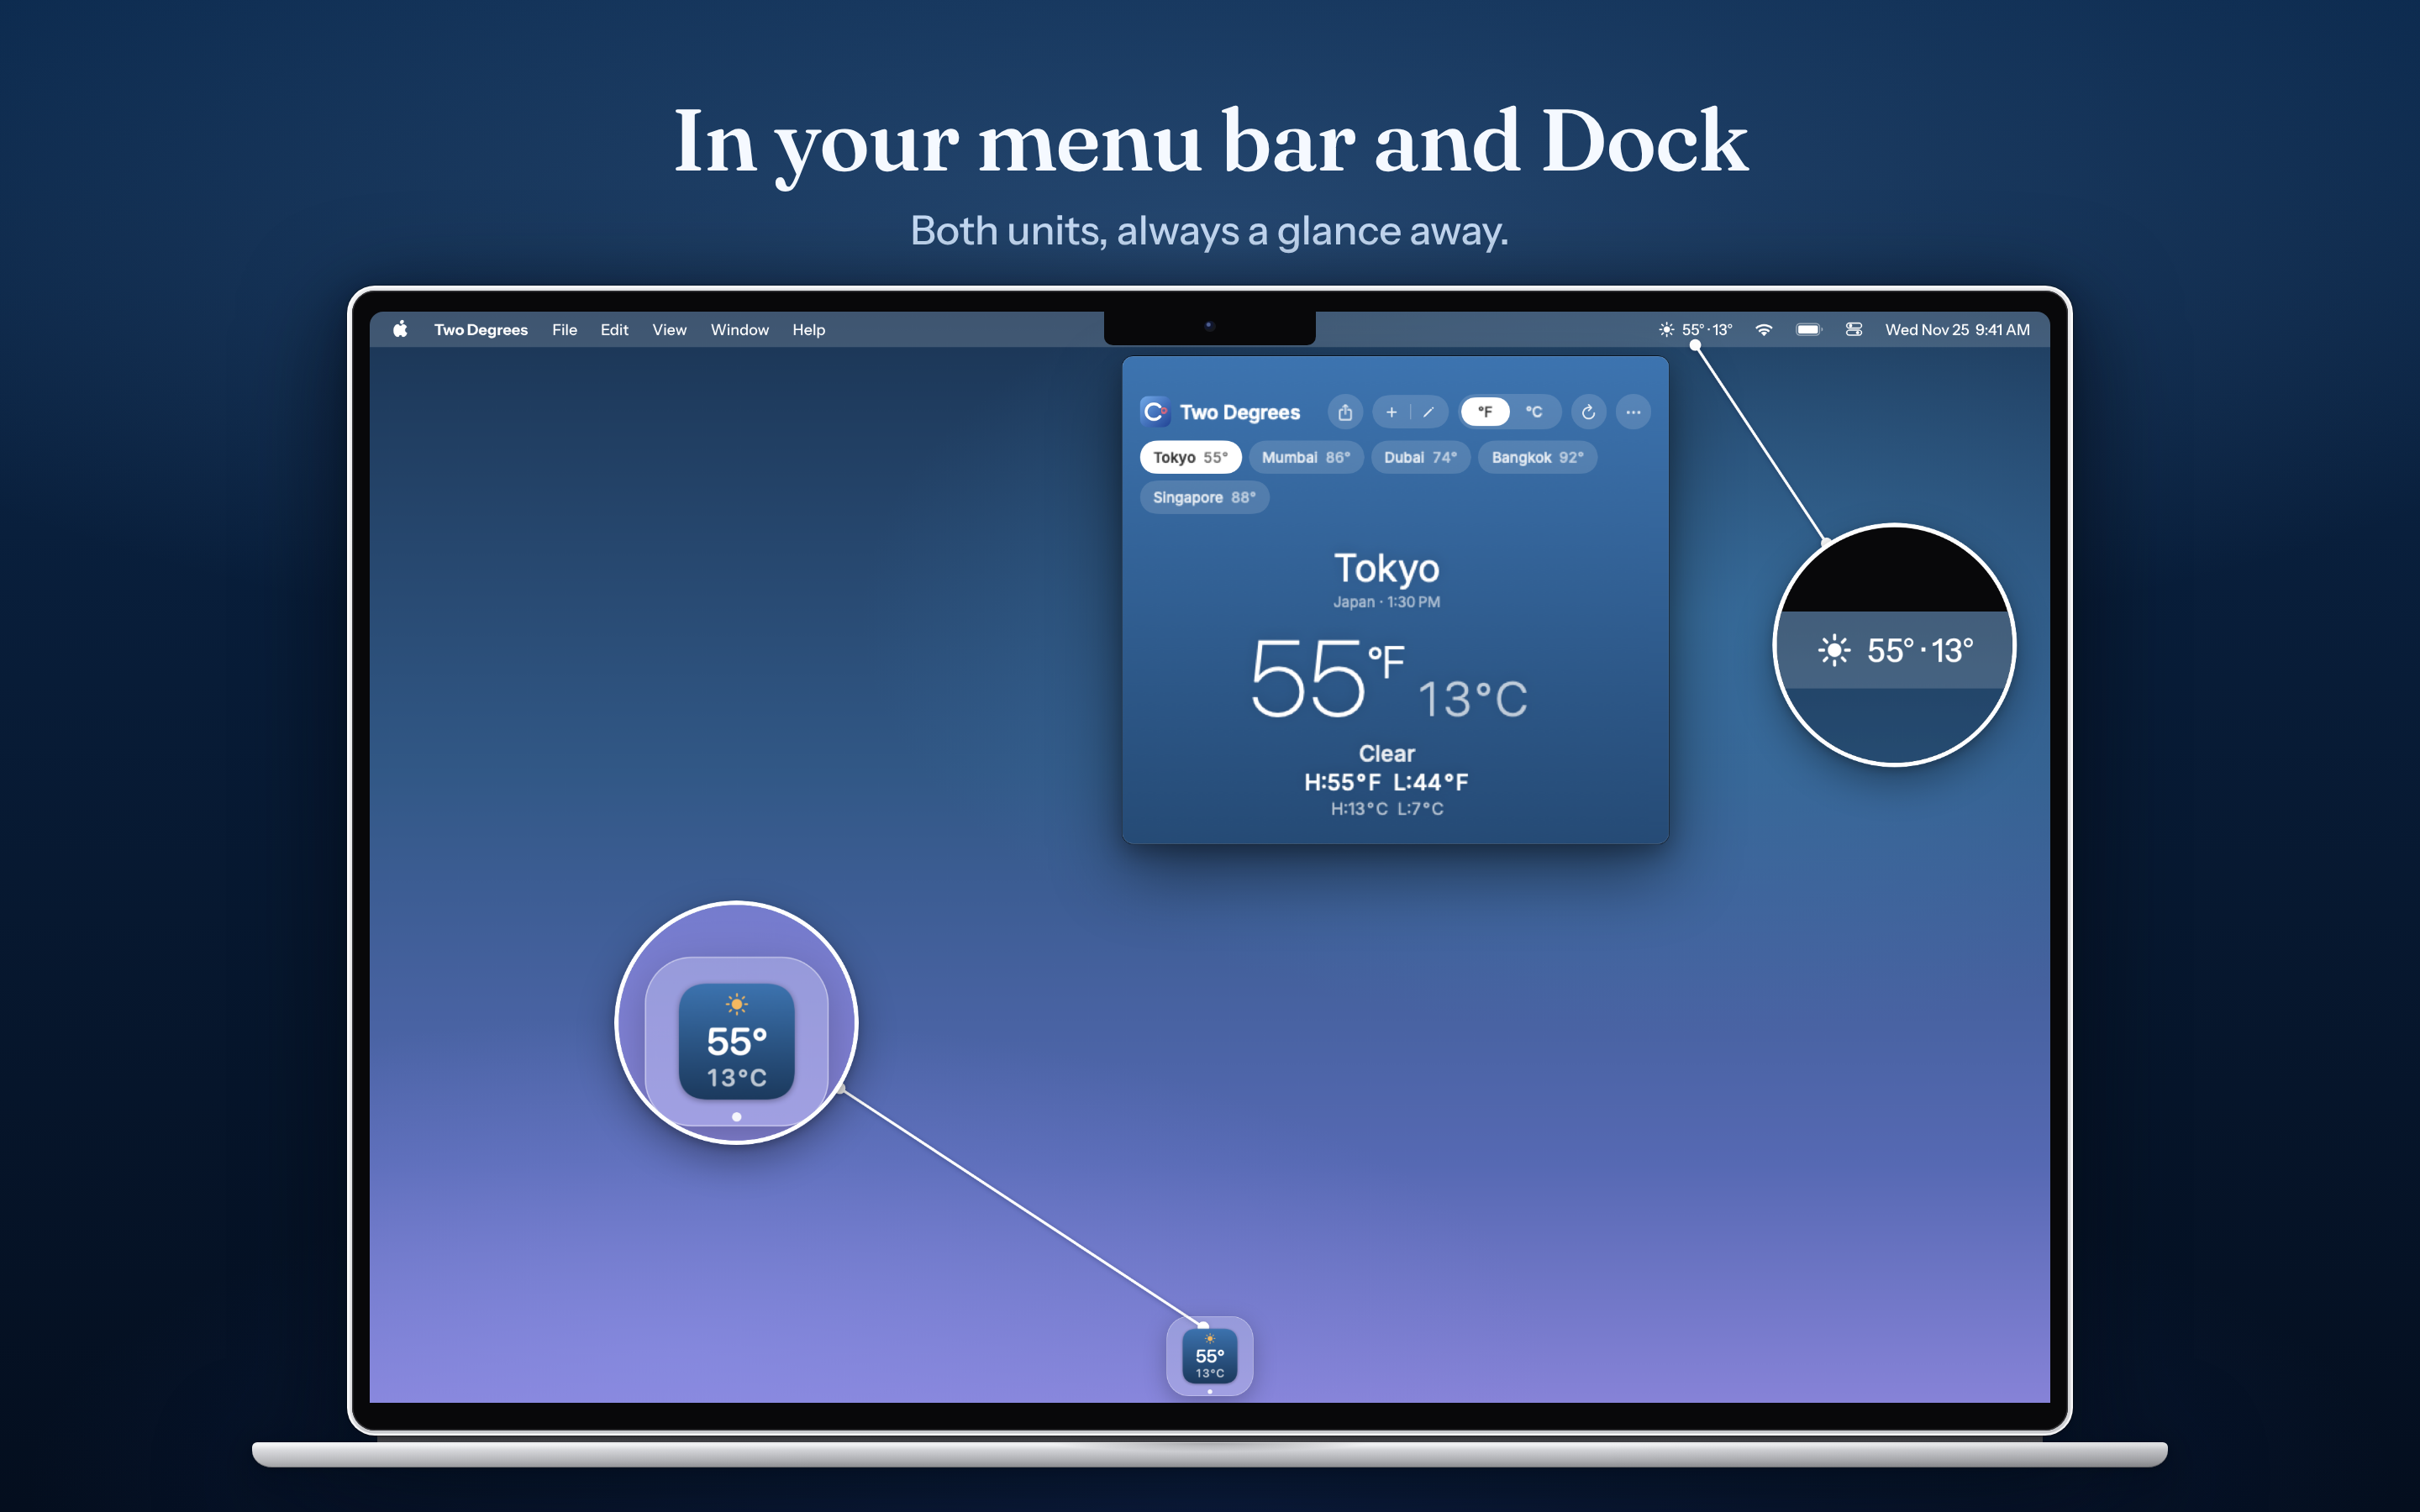 In your menu bar and Dock
Both units, always a glance away.
Two Degrees File Edit View Window Help 55° · 13° Wed Nov 25 9:41 AM
Two Degrees °F °C
Tokyo 55° Mumbai 86° Dubai 74° Bangkok 92°
Singapore 88°
Tokyo
Japan · 1:30 PM
55°F 13°C
Clear
H:55°F L:44°F
H:13°C L:7°C
55° · 13°
55°
13°C
55°
13°C